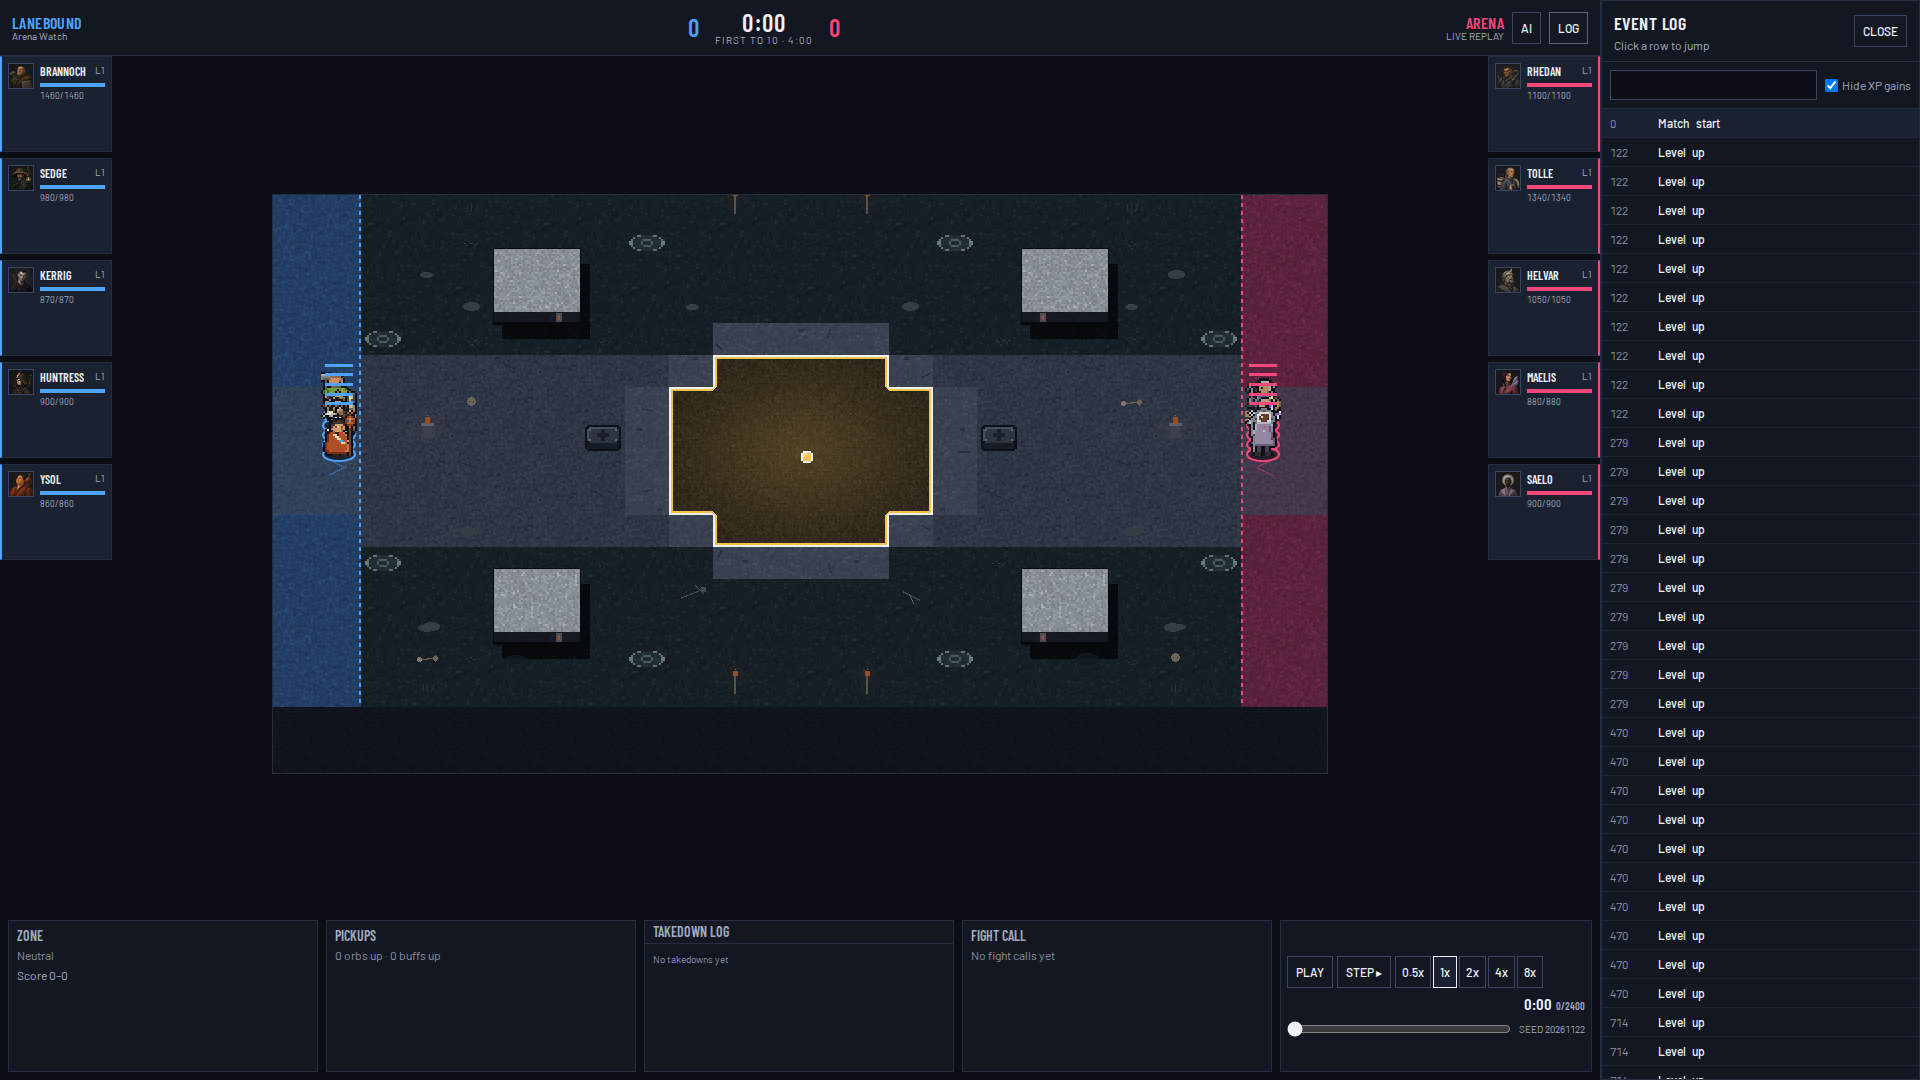 LANEBOUND
Arena Watch
0 0:00 0
FIRST TO 10 · 4:00
ARENA
LIVE REPLAY
AI
LOG
EVENT LOG
Click a row to jump
CLOSE
Hide XP gains
BRANNOCH L1
1460/1460
SEDGE L1
980/980
KERRIG L1
870/870
HUNTRESS L1
900/900
YSOL L1
860/860
RHEDAN L1
1100/1100
TOLLE L1
1340/1340
HELVAR L1
1050/1050
MAELIS L1
880/880
SAELO L1
900/900
0 Match start
122 Level up
122 Level up
122 Level up
122 Level up
122 Level up
122 Level up
122 Level up
122 Level up
122 Level up
122 Level up
279 Level up
279 Level up
279 Level up
279 Level up
279 Level up
279 Level up
279 Level up
279 Level up
279 Level up
279 Level up
470 Level up
470 Level up
470 Level up
470 Level up
470 Level up
470 Level up
470 Level up
470 Level up
470 Level up
470 Level up
714 Level up
714 Level up
ZONE
Neutral
Score 0–0
PICKUPS
0 orbs up · 0 buffs up
TAKEDOWN LOG
No takedowns yet
FIGHT CALL
No fight calls yet
PLAY STEP▸ 0.5x 1x 2x 4x 8x
0:00 0/2400
SEED 20261122